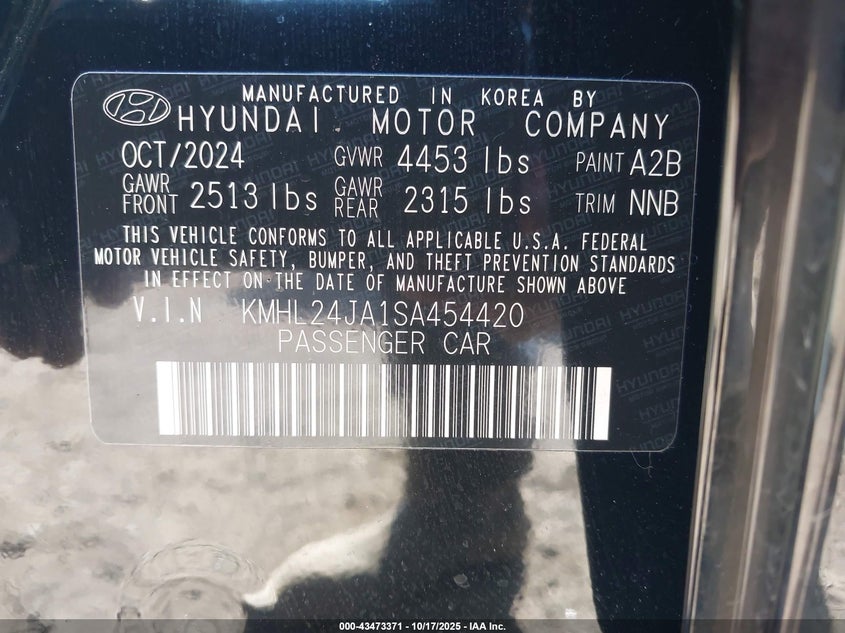 MANUFACTURED IN KOREA BY
HYUNDAI MOTOR COMPANY
OCT/2024 GVWR 4453 lbs PAINT A2B
GAWR FRONT 2513 lbs GAWR REAR 2315 lbs TRIM NNB
THIS VEHICLE CONFORMS TO ALL APPLICABLE U.S.A. FEDERAL
MOTOR VEHICLE SAFETY, BUMPER, AND THEFT PREVENTION STANDARDS
IN EFFECT ON THE DATE OF MANUFACTURE SHOWN ABOVE
V.I.N KMHL24JA1SA454420
PASSENGER CAR
000-43473371 | 10/17/2025 - IAA Inc.